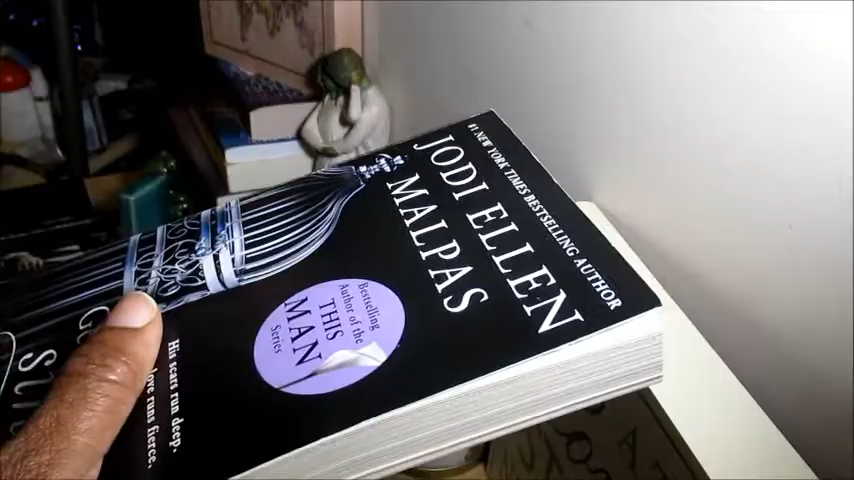 #1 NEW YORK TIMES BESTSELLING AUTHOR
JODI ELLEN
MALPAS
Bestselling
Author of the
THIS
MAN
Series
His scars run deep.
love runs fierce.